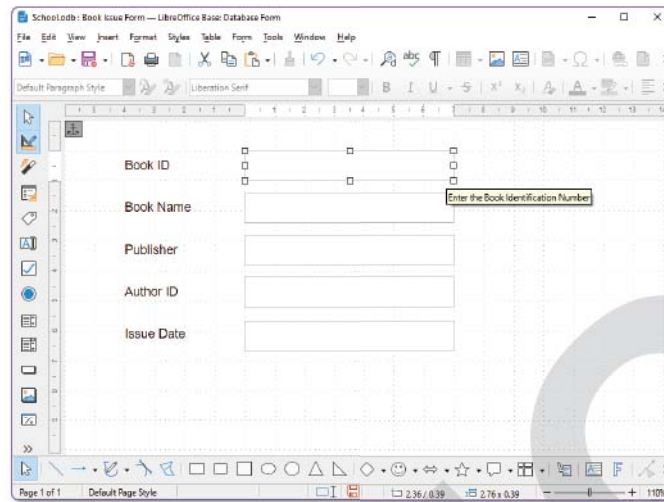 School.odb : Book Issue Form — LibreOffice Base: Database Form
File Edit View Insert Format Styles Table Form Tools Window Help
Default Paragraph Style Liberation Serif
Book ID
Enter the Book Identification Number
Book Name
Publisher
Author ID
Issue Date
Page 1 of 1 Default Page Style 2.36 / 0.39 2.76 x 0.39 110%